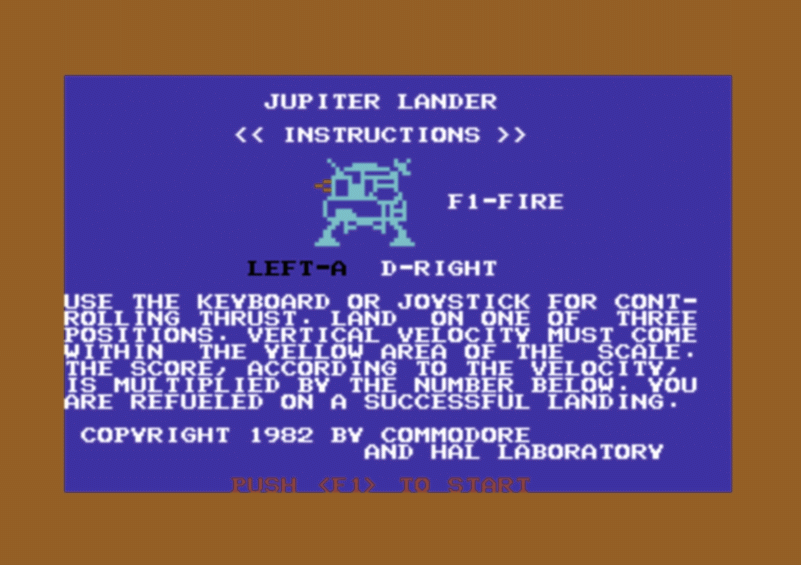 JUPITER LANDER
<< INSTRUCTIONS >>
F1-FIRE
LEFT-A  D-RIGHT
USE THE KEYBOARD OR JOYSTICK FOR CONT-
ROLLING THRUST. LAND  ON ONE OF  THREE
POSITIONS. VERTICAL VELOCITY MUST COME
WITHIN  THE YELLOW AREA OF THE  SCALE.
THE SCORE, ACCORDING TO THE VELOCITY,
IS MULTIPLIED BY THE NUMBER BELOW. YOU
ARE REFUELED ON A SUCCESSFUL LANDING.
COPYRIGHT 1982 BY COMMODORE
AND HAL LABORATORY
PUSH <F1> TO START